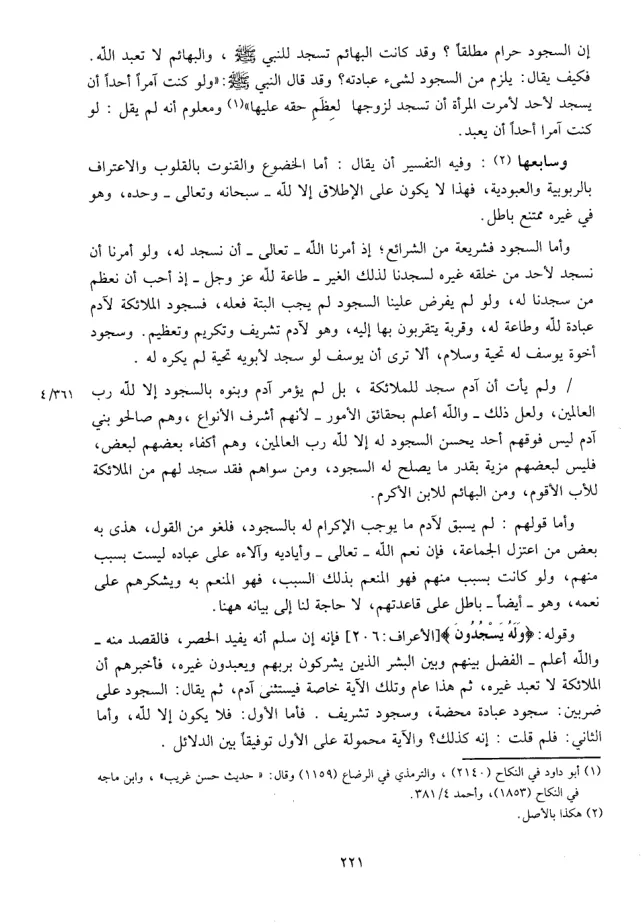 إن السجود حرام مطلقاً ؟ وقد كانت البهائم تسجد للنبي ﷺ ، والبهائم لا تعبد الله.
فكيف يقال: يلزم من السجود لشىء عبادته؟ وقد قال النبي ﷺ: «ولو كنت آمراً أحداً أن
يسجد لأحد لأمرت المرأة أن تسجد لزوجها لعِظَمِ حقه عليها»(١) ومعلوم أنه لم يقل : لو
كنت آمرا أحداً أن يعبد.
وسابعها (٢) : وفيه التفسير أن يقال : أما الخضوع والقنوت بالقلوب والاعتراف
بالربوبية والعبودية، فهذا لا يكون على الإطلاق إلا لله ـ سبحانه وتعالى ـ وحده، وهو
في غيره ممتنع باطل.
وأما السجود فشريعة من الشرائع؛ إذ أمرنا الله ـ تعالى ـ أن نسجد له، ولو أمرنا أن
نسجد لأحد من خلقه غيره لسجدنا لذلك الغير ـ طاعة لله عز وجل ـ إذ أحب أن نعظم
من سجدنا له، ولو لم يفرض علينا السجود لم يجب البتة فعله، فسجود الملائكة لآدم
عبادة لله وطاعة له، وقربة يتقربون بها إليه، وهو لآدم تشريف وتكريم وتعظيم. وسجود
أخوة يوسف له تحية وسلام، ألا ترى أن يوسف لو سجد لأبويه تحية لم يكره له .
/ ولم يأت أن آدم سجد للملائكة ، بل لم يؤمر آدم وبنوه بالسجود إلا لله رب ٤/٣٦١
العالمين، ولعل ذلك ـ والله أعلم بحقائق الأمور ـ لأنهم أشرف الأنواع ،وهم صالحو بني
آدم ليس فوقهم أحد يحسن السجود له إلا لله رب العالمين، وهم أكفاء بعضهم لبعض،
فليس لبعضهم مزية بقدر ما يصلح له السجود، ومن سواهم فقد سجد لهم من الملائكة
للأب الأقوم، ومن البهائم للابن الأكرم.
وأما قولهم : لم يسبق لآدم ما يوجب الإكرام له بالسجود، فلغو من القول، هذى به
بعض من اعتزل الجماعة، فإن نعم الله ـ تعالى ـ وأياديه وآلاءه على عباده ليست بسبب
منهم، ولو كانت بسبب منهم فهو المنعم بذلك السبب، فهو المنعم به ويشكرهم على
نعمه، وهو ـ أيضاً ـ باطل على قاعدتهم، لا حاجة لنا إلى بيانه ههنا.
وقوله: ﴿وَلَهُ يَسْجُدُونَ ﴾[الأعراف:٢٠٦] فإنه إن سلم أنه يفيد الحصر، فالقصد منه ـ
والله أعلم ـ الفضل بينهم وبين البشر الذين يشركون بربهم ويعبدون غيره، فأخبرهم أن
الملائكة لا تعبد غيره، ثم هذا عام وتلك الآية خاصة فيستثنى آدم، ثم يقال: السجود على
ضربين: سجود عبادة محضة، وسجود تشريف . فأما الأول: فلا يكون إلا لله، وأما
الثاني: فلم قلت : إنه كذلك؟ والآية محمولة على الأول توفيقاً بين الدلائل .
(١) أبو داود في النكاح (٢١٤٠) ، والترمذي في الرضاع (١١٥٩) وقال: « حديث حسن غريب» ، وابن ماجه
في النكاح (١٨٥٣)، وأحمد ٣٨١/٤.
(٢) هكذا بالأصل.
٢٢١